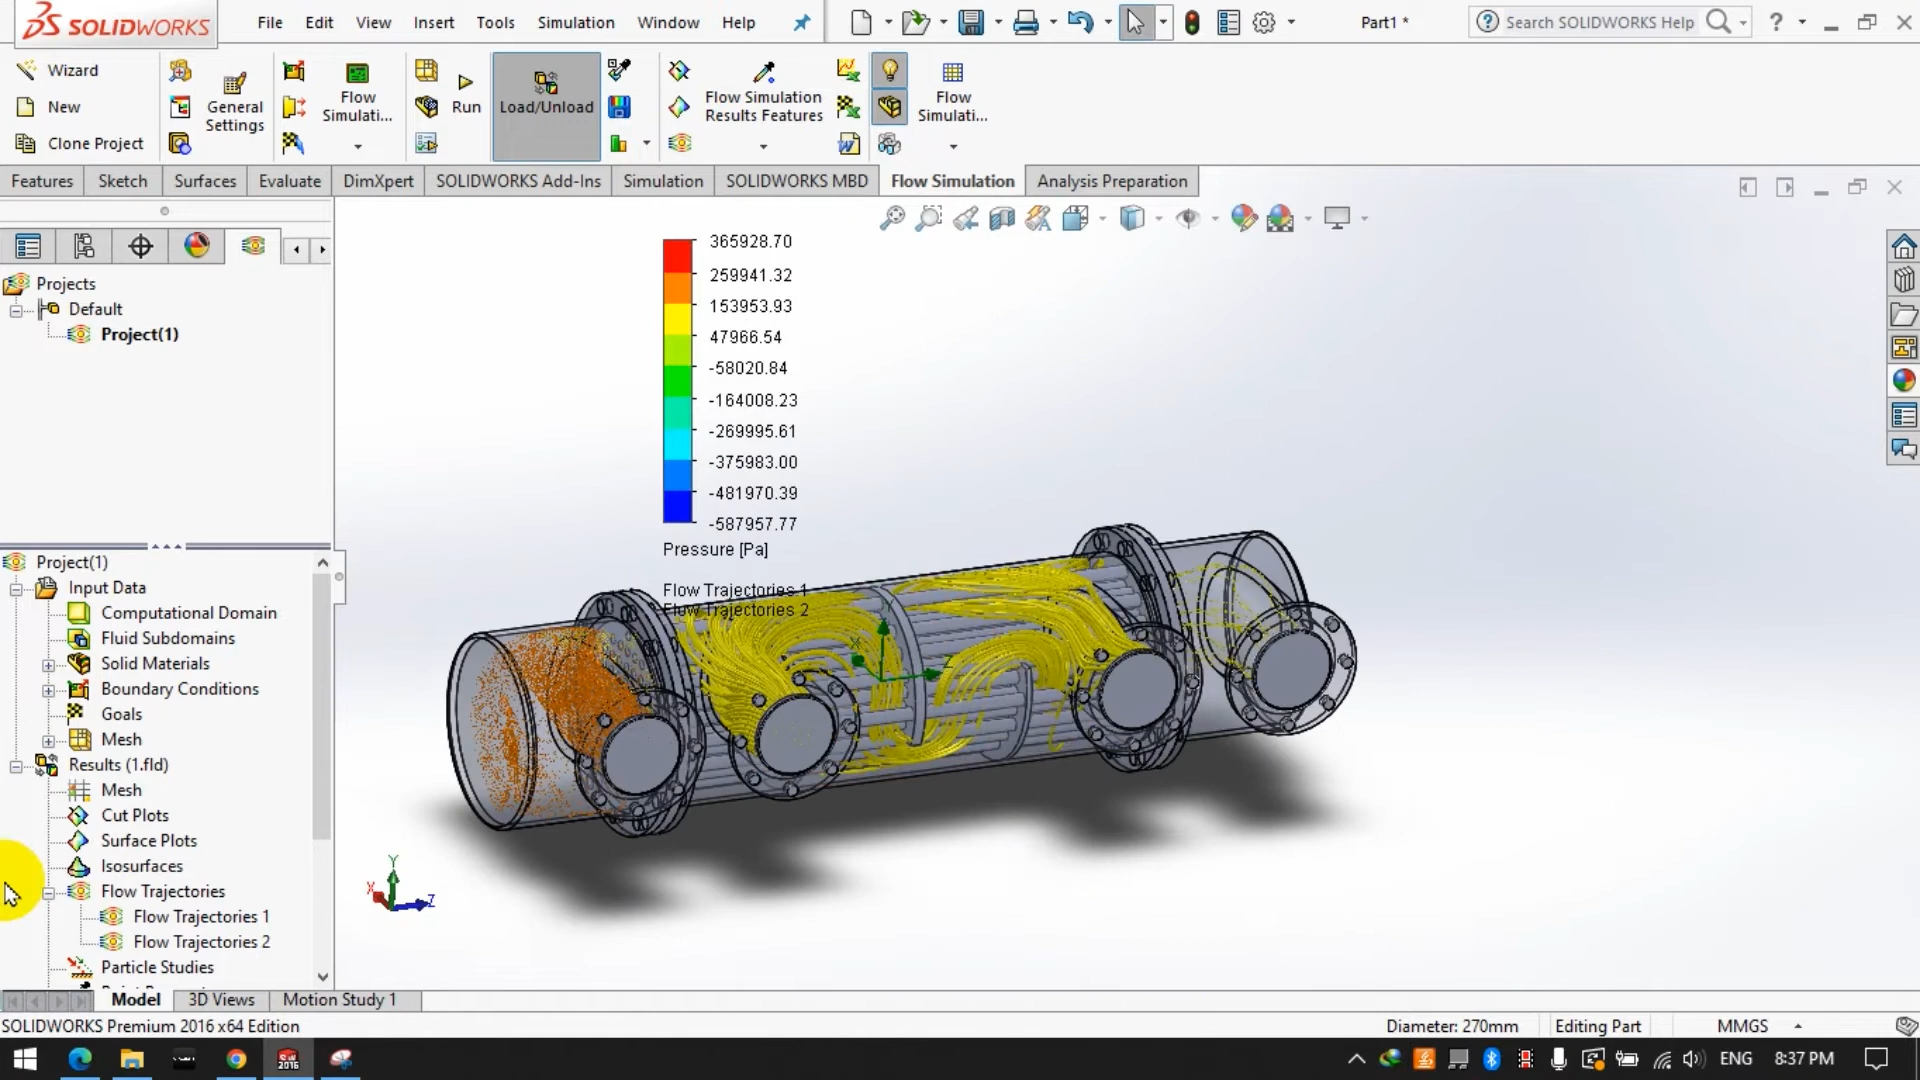 SOLIDWORKS File Edit View Insert Tools Simulation Window Help Part1 * Search SOLIDWORKS Help ?
Wizard
New
Clone Project
General Settings
Flow Simulati...
Run
Load/Unload
Flow Simulation Results Features
Flow Simulati...
Features Sketch Surfaces Evaluate DimXpert SOLIDWORKS Add-Ins Simulation SOLIDWORKS MBD Flow Simulation Analysis Preparation
Projects
Default
Project(1)
Project(1)
Input Data
Computational Domain
Fluid Subdomains
Solid Materials
Boundary Conditions
Goals
Mesh
Results (1.fld)
Mesh
Cut Plots
Surface Plots
Isosurfaces
Flow Trajectories
Flow Trajectories 1
Flow Trajectories 2
Particle Studies
365928.70
259941.32
153953.93
47966.54
-58020.84
-164008.23
-269995.61
-375983.00
-481970.39
-587957.77
Pressure [Pa]
Flow Trajectories 1
Flow Trajectories 2
Y
X
Z
Model 3D Views Motion Study 1
SOLIDWORKS Premium 2016 x64 Edition Diameter: 270mm Editing Part MMGS
2016 ENG 8:37 PM